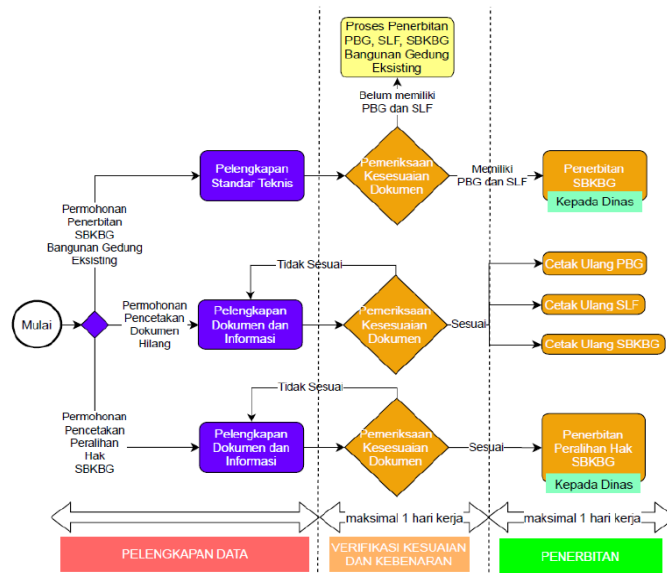 Proses Penerbitan
PBG, SLF, SBKBG
Bangunan Gedung
Eksisting
Belum memiliki
PBG dan SLF
Pelengkapan
Standar Teknis
Pemeriksaan
Kesesuaian
Dokumen
Memiliki
PBG dan SLF
Penerbitan
SBKBG
Kepada Dinas
Permohonan
Penerbitan
SBKBG
Bangunan Gedung
Eksisting
Mulai
Permohonan
Pencetakan
Dokumen
Hilang
Tidak Sesuai
Pelengkapan
Dokumen dan
Informasi
Pemeriksaan
Kesesuaian
Dokumen
Sesuai
Cetak Ulang PBG
Cetak Ulang SLF
Cetak Ulang SBKBG
Permohonan
Pencetakan
Peralihan
Hak
SBKBG
Tidak Sesuai
Pelengkapan
Dokumen dan
Informasi
Pemeriksaan
Kesesuaian
Dokumen
Sesuai
Penerbitan
Peralihan Hak
SBKBG
Kepada Dinas
maksimal 1 hari kerja
maksimal 1 hari kerja
PELENGKAPAN DATA
VERIFIKASI KESUAIAN
DAN KEBENARAN
PENERBITAN